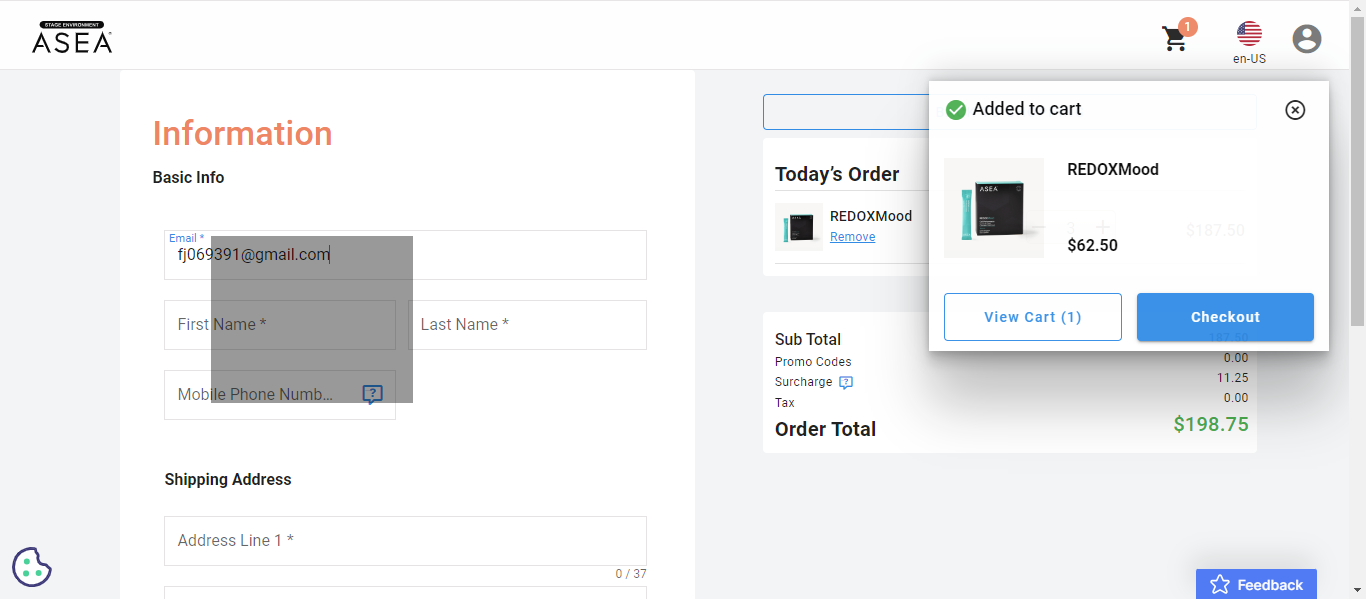 STAGE ENVIRONMENT
ASEA
1
en-US
Information
Basic Info
Email *
fj069391@gmail.com
First Name *
Last Name *
Mobile Phone Numb...
?
Shipping Address
Address Line 1 *
0 / 37
Today's Order
REDOXMood
Remove
Added to cart
ASEA
REDOXMood
3
$187.50
$62.50
View Cart (1)
Checkout
Sub Total
187.50
Promo Codes
0.00
Surcharge ?
11.25
Tax
0.00
Order Total
$198.75
Feedback